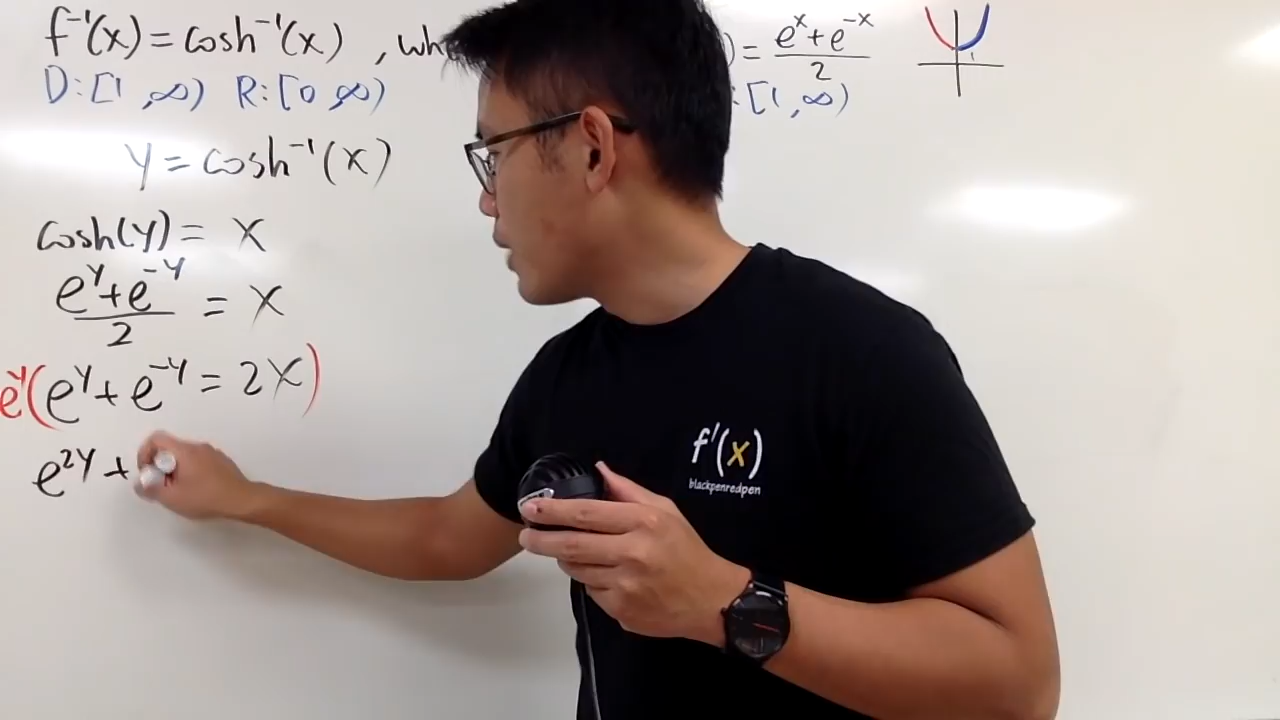 f⁻¹(x) = cosh⁻¹(x) , wh
) = (eˣ + e⁻ˣ)/2
D: [1, ∞) R: [0, ∞)
: [1, ∞)
y = cosh⁻¹(x)
cosh(y) = x
(eʸ + e⁻ʸ)/2 = x
eʸ(eʸ + e⁻ʸ = 2x)
e²ʸ +
f'(x)
blackpenredpen